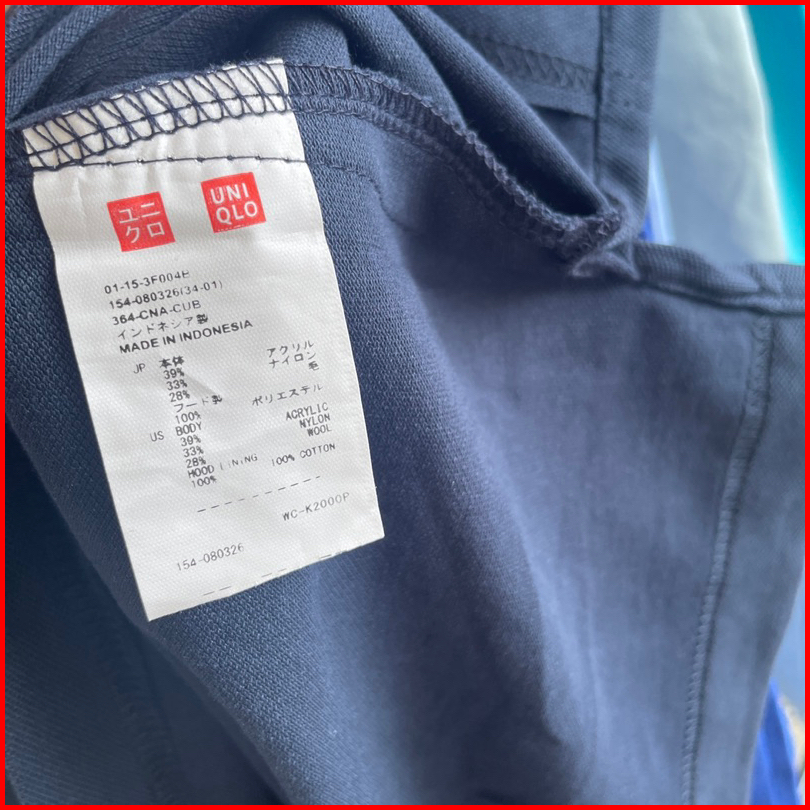 ユニ
クロ
UNI
QLO
01-15-3F004E
154-080326(34-01)
364-CNA-CUB
インドネシア製
MADE IN INDONESIA
JP 本体
39% アクリル
33% ナイロン
28% 毛
フード製
100% ポリエステル
US BODY
39% ACRYLIC
33% NYLON
28% WOOL
HOOD LINING
100% 100% COTTON
WC-K2000P
154-080326